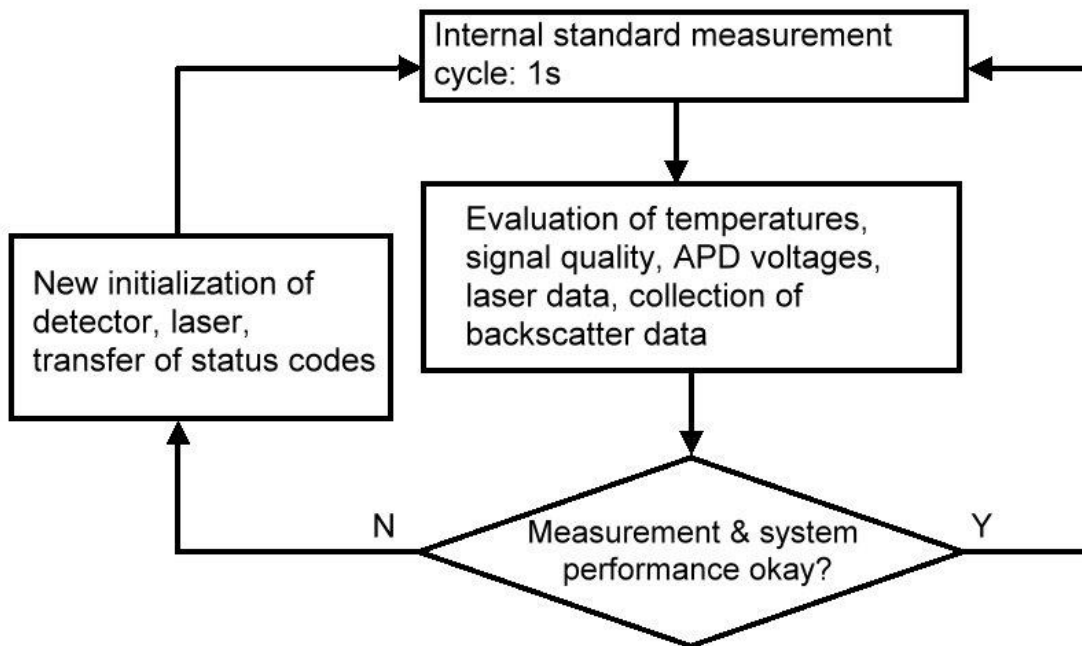 Internal standard measurement
cycle: 1s
Evaluation of temperatures,
signal quality, APD voltages,
laser data, collection of
backscatter data
New initialization of
detector, laser,
transfer of status codes
N
Measurement & system
performance okay?
Y